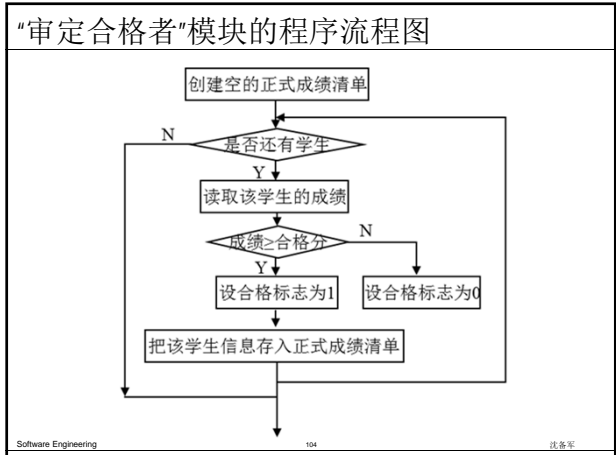 “审定合格者”模块的程序流程图
创建空的正式成绩清单
N
是否还有学生
Y
读取该学生的成绩
成绩≥合格分
N
Y
设合格标志为1
设合格标志为0
把该学生信息存入正式成绩清单
Software Engineering
104
沈备军